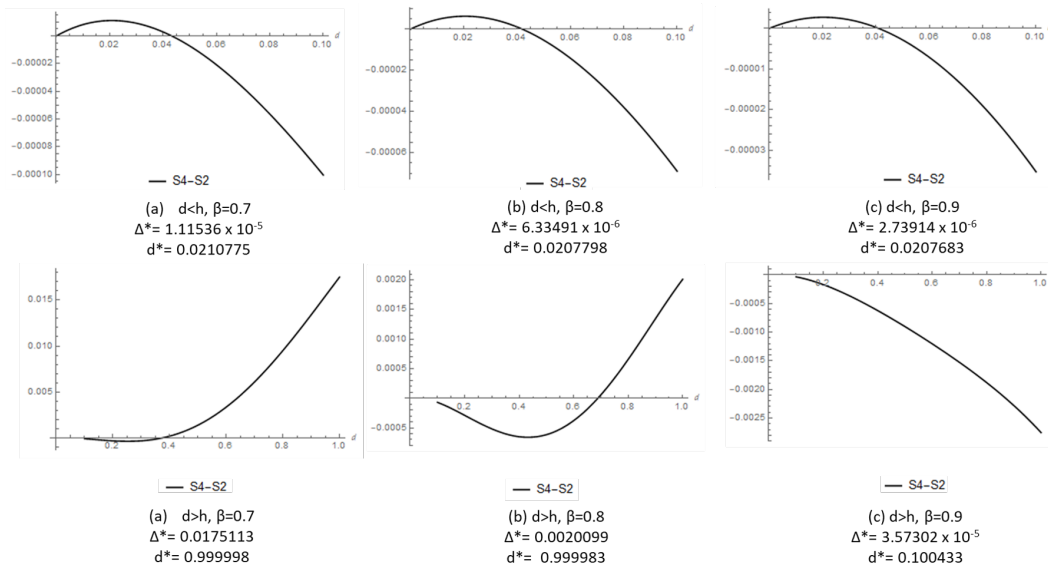 0.02 0.04 0.06 0.08 0.10 d
-0.00002
-0.00004
-0.00006
-0.00008
-0.00010
S4-S2
(a) d<h, β=0.7
Δ*= 1.11536 x 10-5
d*= 0.0210775
0.02 0.04 0.06 0.08 0.10 d
-0.00002
-0.00004
-0.00006
S4-S2
(b) d<h, β=0.8
Δ*= 6.33491 x 10-6
d*= 0.0207798
0.02 0.04 0.06 0.08 0.10 d
-0.00001
-0.00002
-0.00003
S4-S2
(c) d<h, β=0.9
Δ*= 2.73914 x 10-6
d*= 0.0207683
0.015
0.010
0.005
0.2 0.4 0.6 0.8 1.0 d
S4-S2
(a) d>h, β=0.7
Δ*= 0.0175113
d*= 0.999998
0.0020
0.0015
0.0010
0.0005
0.2 0.4 0.6 0.8 1.0 d
-0.0005
S4-S2
(b) d>h, β=0.8
Δ*= 0.0020099
d*= 0.999983
0.2 0.4 0.6 0.8 1.0 d
-0.0005
-0.0010
-0.0015
-0.0020
-0.0025
S4-S2
(c) d>h, β=0.9
Δ*= 3.57302 x 10-5
d*= 0.100433